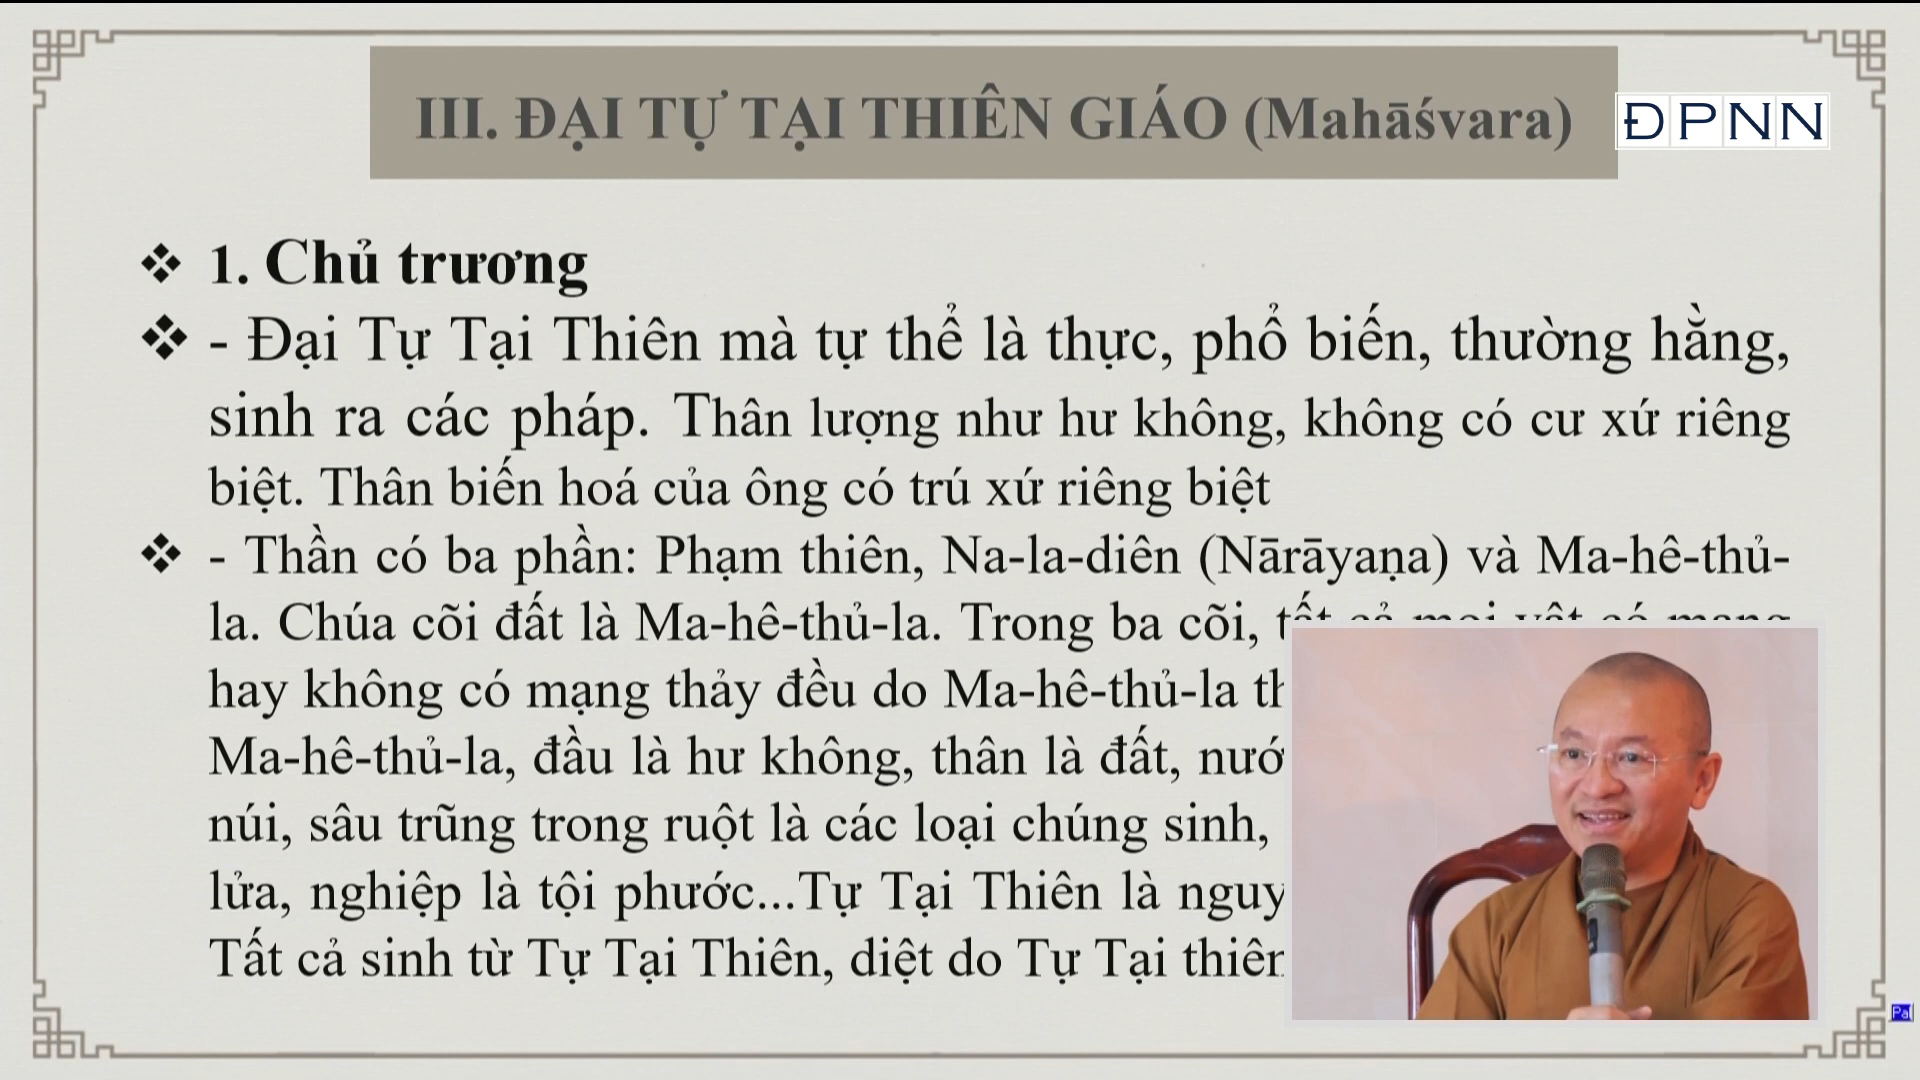 III. ĐẠI TỰ TẠI THIÊN GIÁO (Mahāśvara)
ĐPNN
❖ 1. Chủ trương
❖ - Đại Tự Tại Thiên mà tự thể là thực, phổ biến, thường hằng,
sinh ra các pháp. Thân lượng như hư không, không có cư xứ riêng
biệt. Thân biến hoá của ông có trú xứ riêng biệt
❖ - Thần có ba phần: Phạm thiên, Na-la-diên (Nārāyaṇa) và Ma-hê-thủ-
la. Chúa cõi đất là Ma-hê-thủ-la. Trong ba cõi, tất cả mọi vật có mạng
hay không có mạng thảy đều do Ma-hê-thủ-la
Ma-hê-thủ-la, đầu là hư không, thân là đất,
núi, sâu trũng trong ruột là các loại chúng sinh,
lửa, nghiệp là tội phước...Tự Tại Thiên là
Tất cả sinh từ Tự Tại Thiên, diệt do Tự Tại